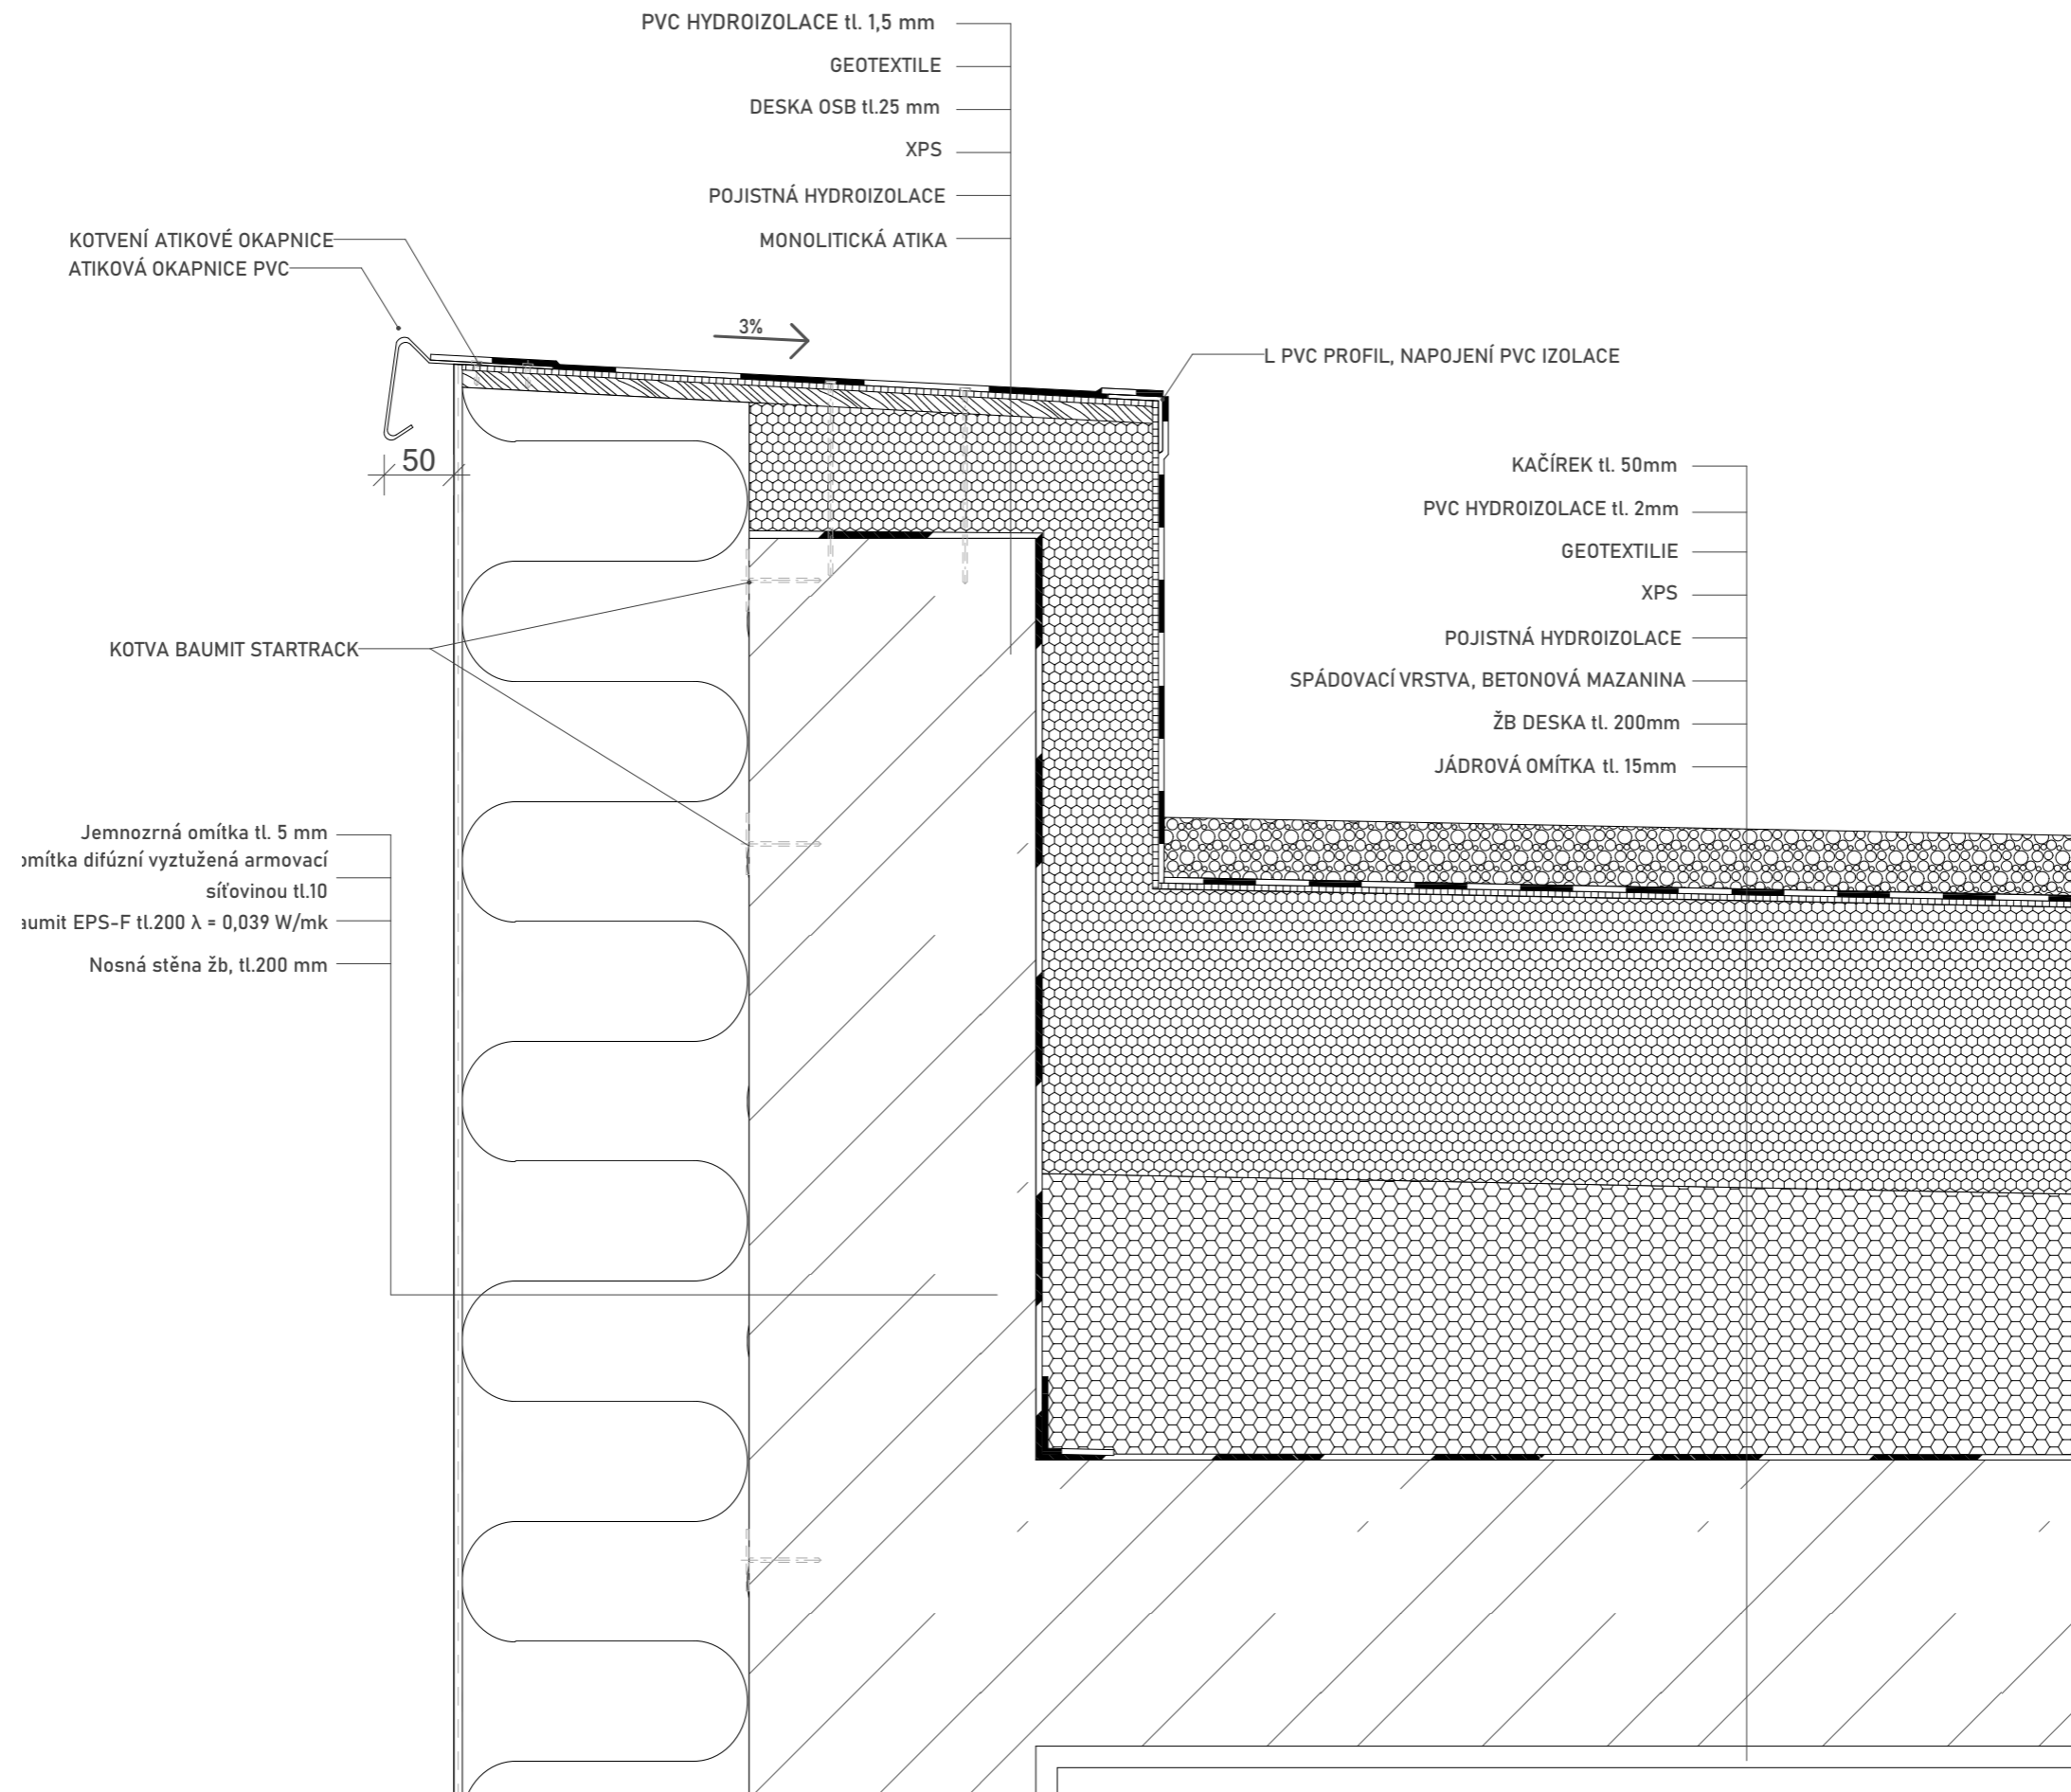 PVC HYDROIZOLACE tl. 1,5 mm
GEOTEXTILE
DESKA OSB tl.25 mm
XPS
POJISTNÁ HYDROIZOLACE
MONOLITICKÁ ATIKA
KOTVENÍ ATIKOVÉ OKAPNICE
ATIKOVÁ OKAPNICE PVC
3%
L PVC PROFIL, NAPOJENÍ PVC IZOLACE
50
KAČÍREK tl. 50mm
PVC HYDROIZOLACE tl. 2mm
GEOTEXTILIE
XPS
POJISTNÁ HYDROIZOLACE
SPÁDOVACÍ VRSTVA, BETONOVÁ MAZANINA
ŽB DESKA tl. 200mm
JÁDROVÁ OMÍTKA tl. 15mm
KOTVA BAUMIT STARTRACK
Jemnozrná omítka tl. 5 mm
omítka difúzní vyztužená armovací
síťovinou tl.10
aumit EPS-F tl.200 λ = 0,039 W/mk
Nosná stěna žb, tl.200 mm